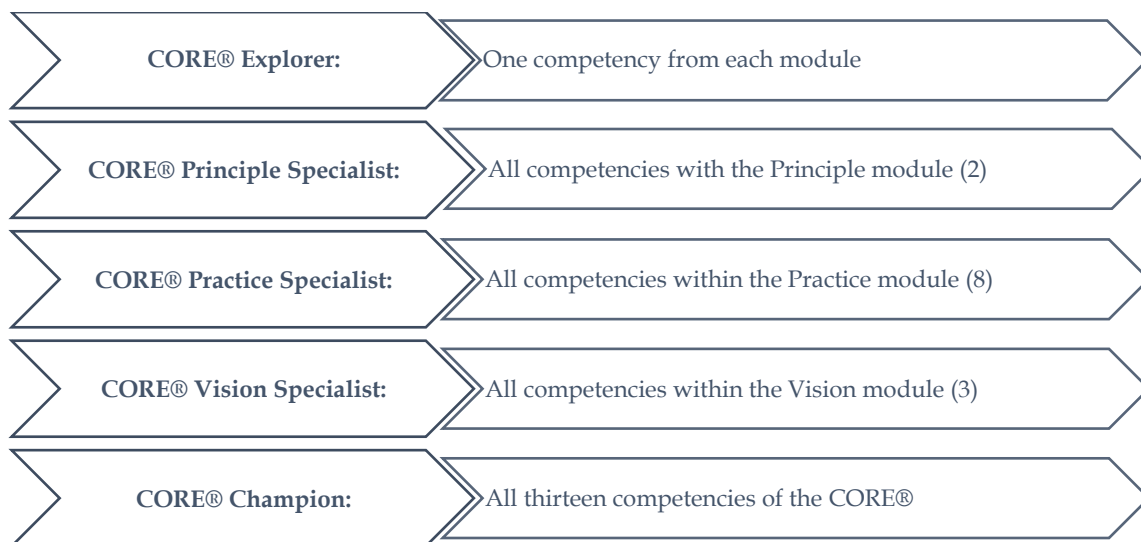 CORE® Explorer:
One competency from each module
CORE® Principle Specialist:
All competencies with the Principle module (2)
CORE® Practice Specialist:
All competencies within the Practice module (8)
CORE® Vision Specialist:
All competencies within the Vision module (3)
CORE® Champion:
All thirteen competencies of the CORE®